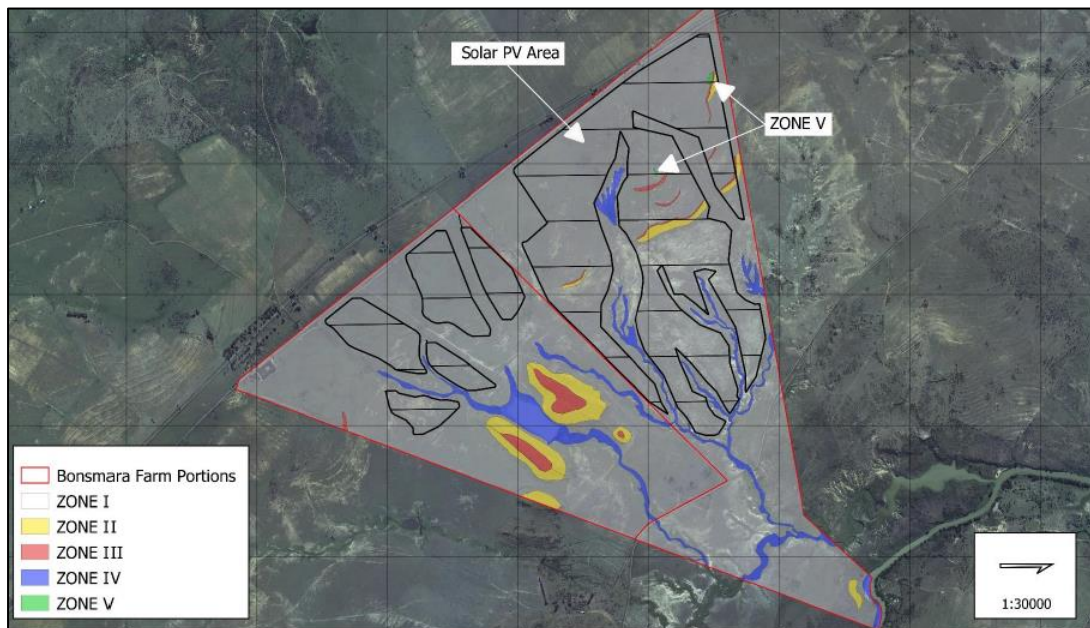 Solar PV Area
ZONE V
Bonsmara Farm Portions
ZONE I
ZONE II
ZONE III
ZONE IV
ZONE V
1:30000